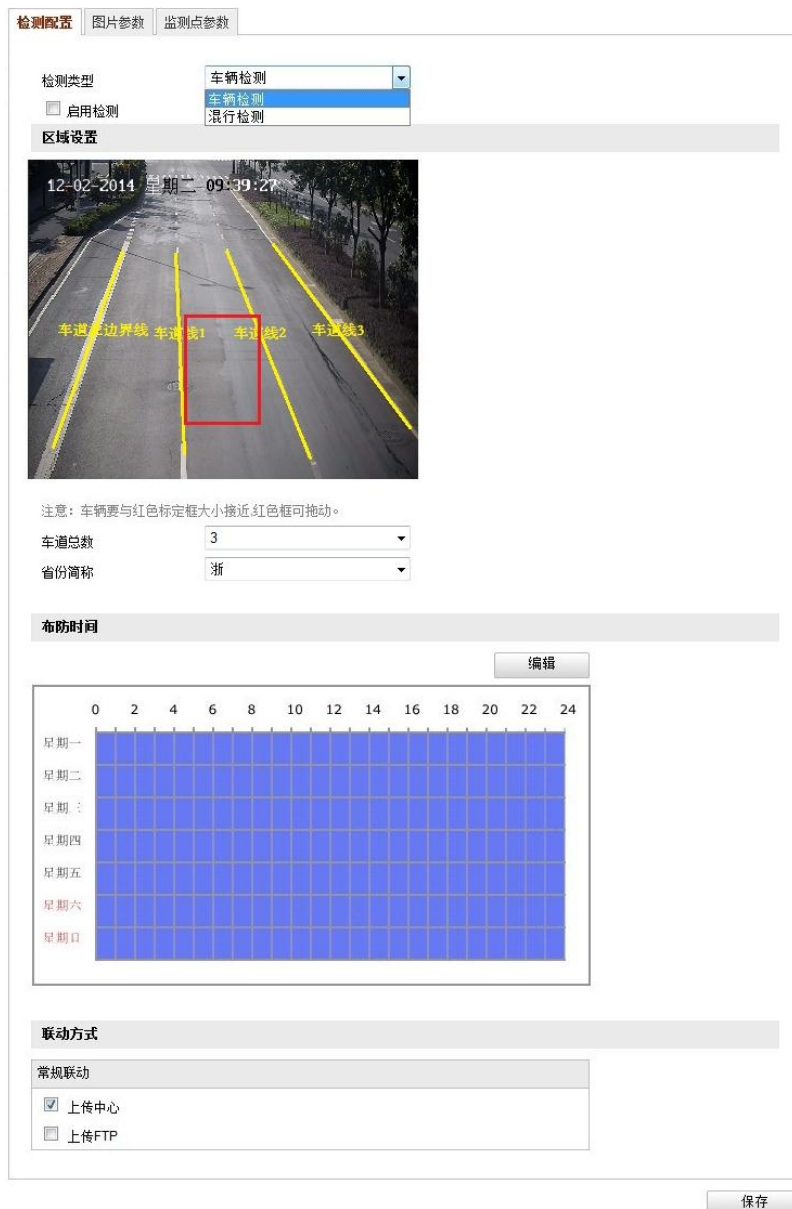 检测配置 图片参数 监测点参数
检测类型 车辆检测
车辆检测
混行检测
启用检测
区域设置
12-02-2014 星期二 09:39:27
车道左边界线 车道线1 车道线2 车道线3
注意：车辆要与红色标定框大小接近,红色框可拖动。
车道总数 3
省份简称 浙
布防时间
编辑
0 2 4 6 8 10 12 14 16 18 20 22 24
星期一
星期二
星期三
星期四
星期五
星期六
星期日
联动方式
常规联动
上传中心
上传FTP
保存